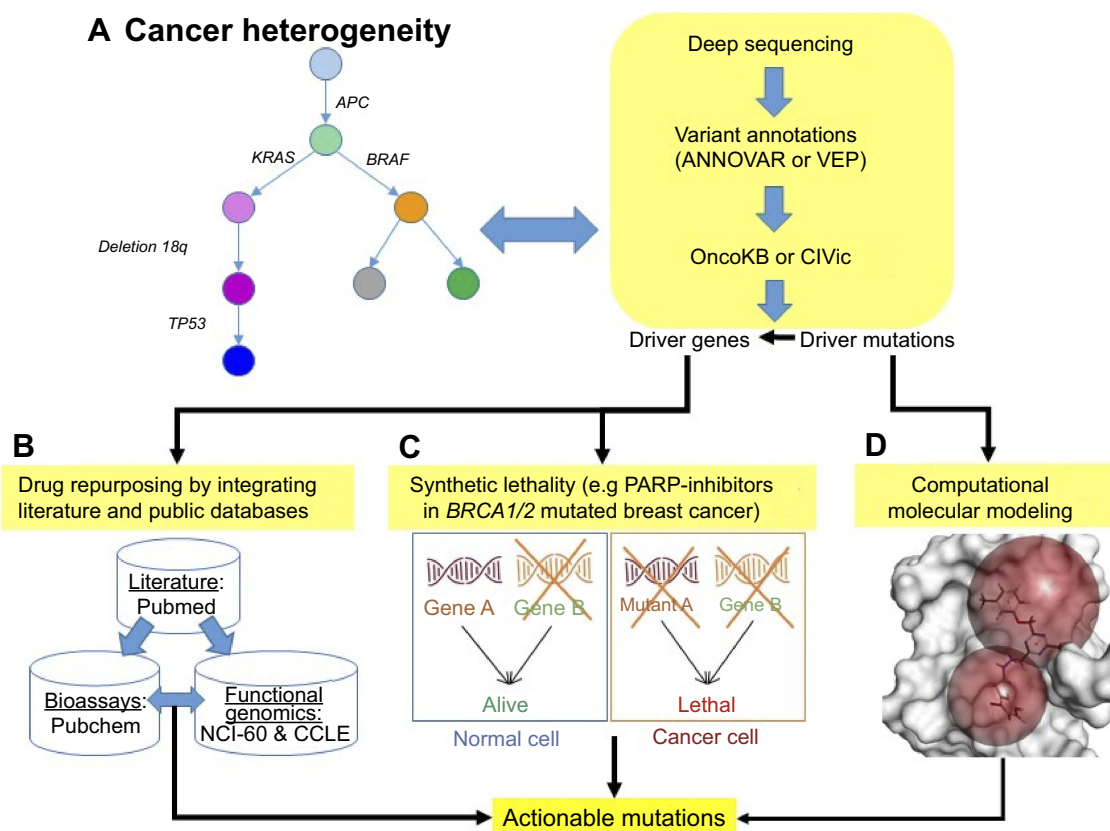 A Cancer heterogeneity
APC
KRAS
BRAF
Deletion 18q
TP53
Deep sequencing
Variant annotations
(ANNOVAR or VEP)
OncoKB or CIVic
Driver genes
Driver mutations
B
Drug repurposing by integrating
literature and public databases
Literature:
Pubmed
Bioassays:
Pubchem
Functional
genomics:
NCI-60 & CCLE
C
Synthetic lethality (e.g PARP-inhibitors
in BRCA1/2 mutated breast cancer)
Gene A
Gene B
Alive
Normal cell
Mutant A
Gene B
Lethal
Cancer cell
D
Computational
molecular modeling
Actionable mutations